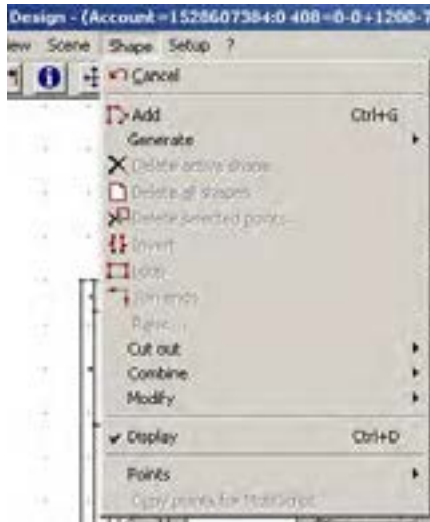 Design - (Account=1528607384:0 408=0-0+1200-7
ew Scene Shape Setup ?
Cancel
Add Ctrl+G
Generate
Delete active shape
Delete all shapes
Delete selected points...
Invert
Join ends
Cut out
Combine
Modify
Display Ctrl+D
Points
Copy points for